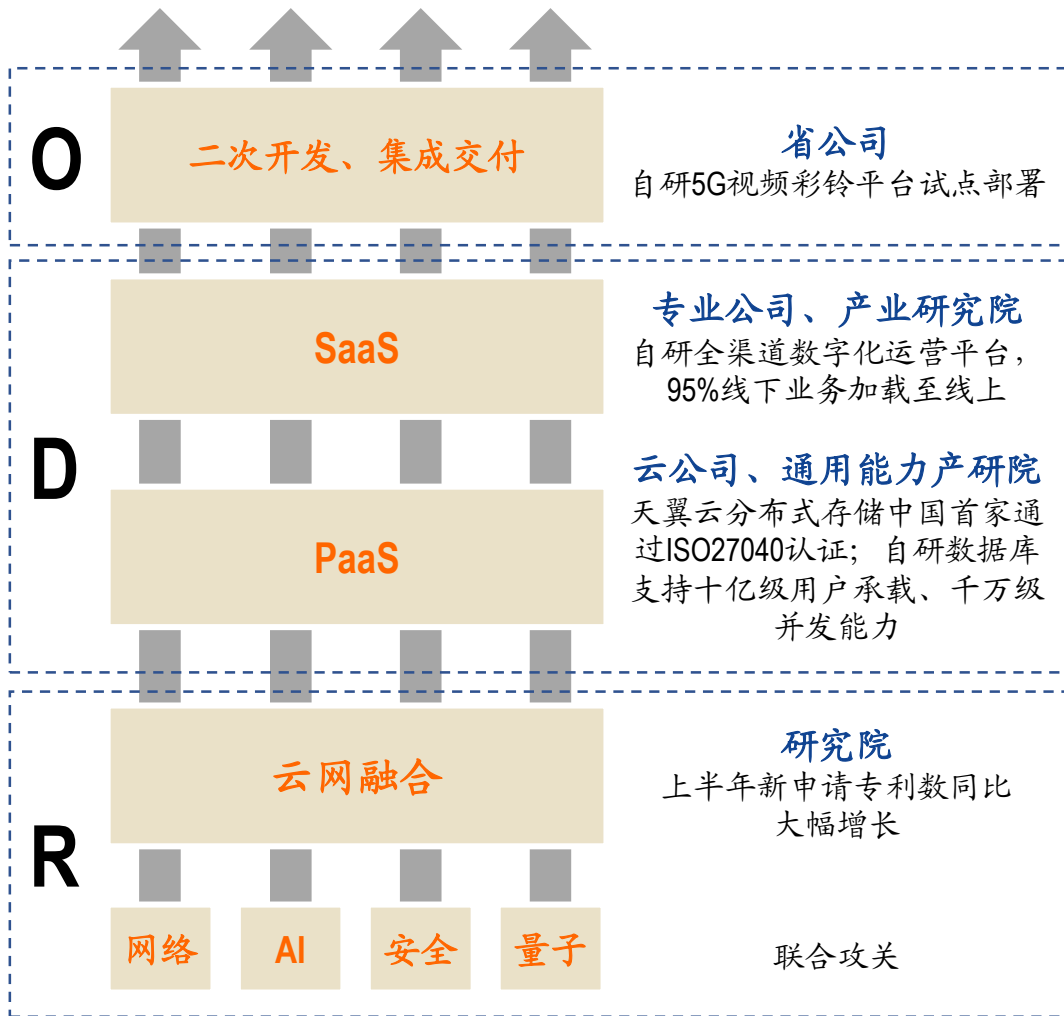 O
二次开发、集成交付
省公司
自研5G视频彩铃平台试点部署
D
SaaS
专业公司、产业研究院
自研全渠道数字化运营平台，
95%线下业务加载至线上
PaaS
云公司、通用能力产研院
天翼云分布式存储中国首家通
过ISO27040认证；自研数据库
支持十亿级用户承载、千万级
并发能力
R
云网融合
研究院
上半年新申请专利数同比
大幅增长
网络
AI
安全
量子
联合攻关